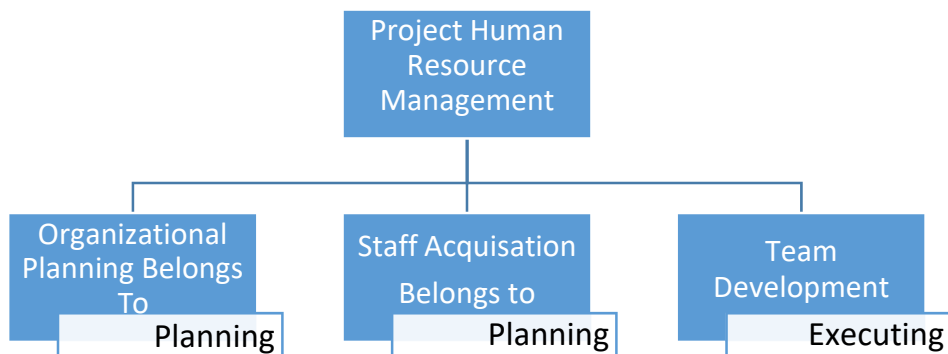 Project Human
Resource
Management
Organizational
Planning Belongs
To
Planning
Staff Acquisation
Belongs to
Planning
Team
Development
Executing